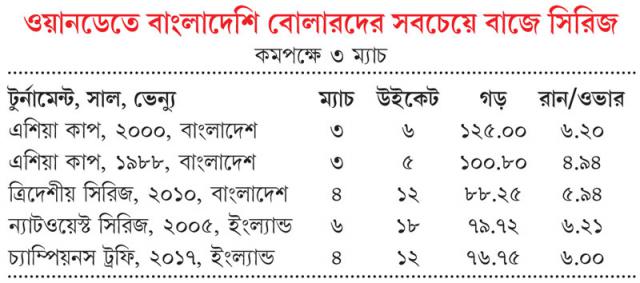 ওয়ানডেতে বাংলাদেশি বোলারদের সবচেয়ে বাজে সিরিজ
কমপক্ষে ৩ ম্যাচ
টুর্নামেন্ট, সাল, ভেন্যু ম্যাচ উইকেট গড় রান/ওভার
এশিয়া কাপ, ২০০০, বাংলাদেশ ৩ ৬ ১২৫.০০ ৬.২০
এশিয়া কাপ, ১৯৮৮, বাংলাদেশ ৩ ৫ ১০০.৮০ ৪.৯৪
ত্রিদেশীয় সিরিজ, ২০১০, বাংলাদেশ ৪ ১২ ৮৮.২৫ ৫.৯৪
ন্যাটওয়েস্ট সিরিজ, ২০০৫, ইংল্যান্ড ৬ ১৮ ৭৯.৭২ ৬.২১
চ্যাম্পিয়নস ট্রফি, ২০১৭, ইংল্যান্ড ৪ ১২ ৭৬.৭৫ ৬.০০